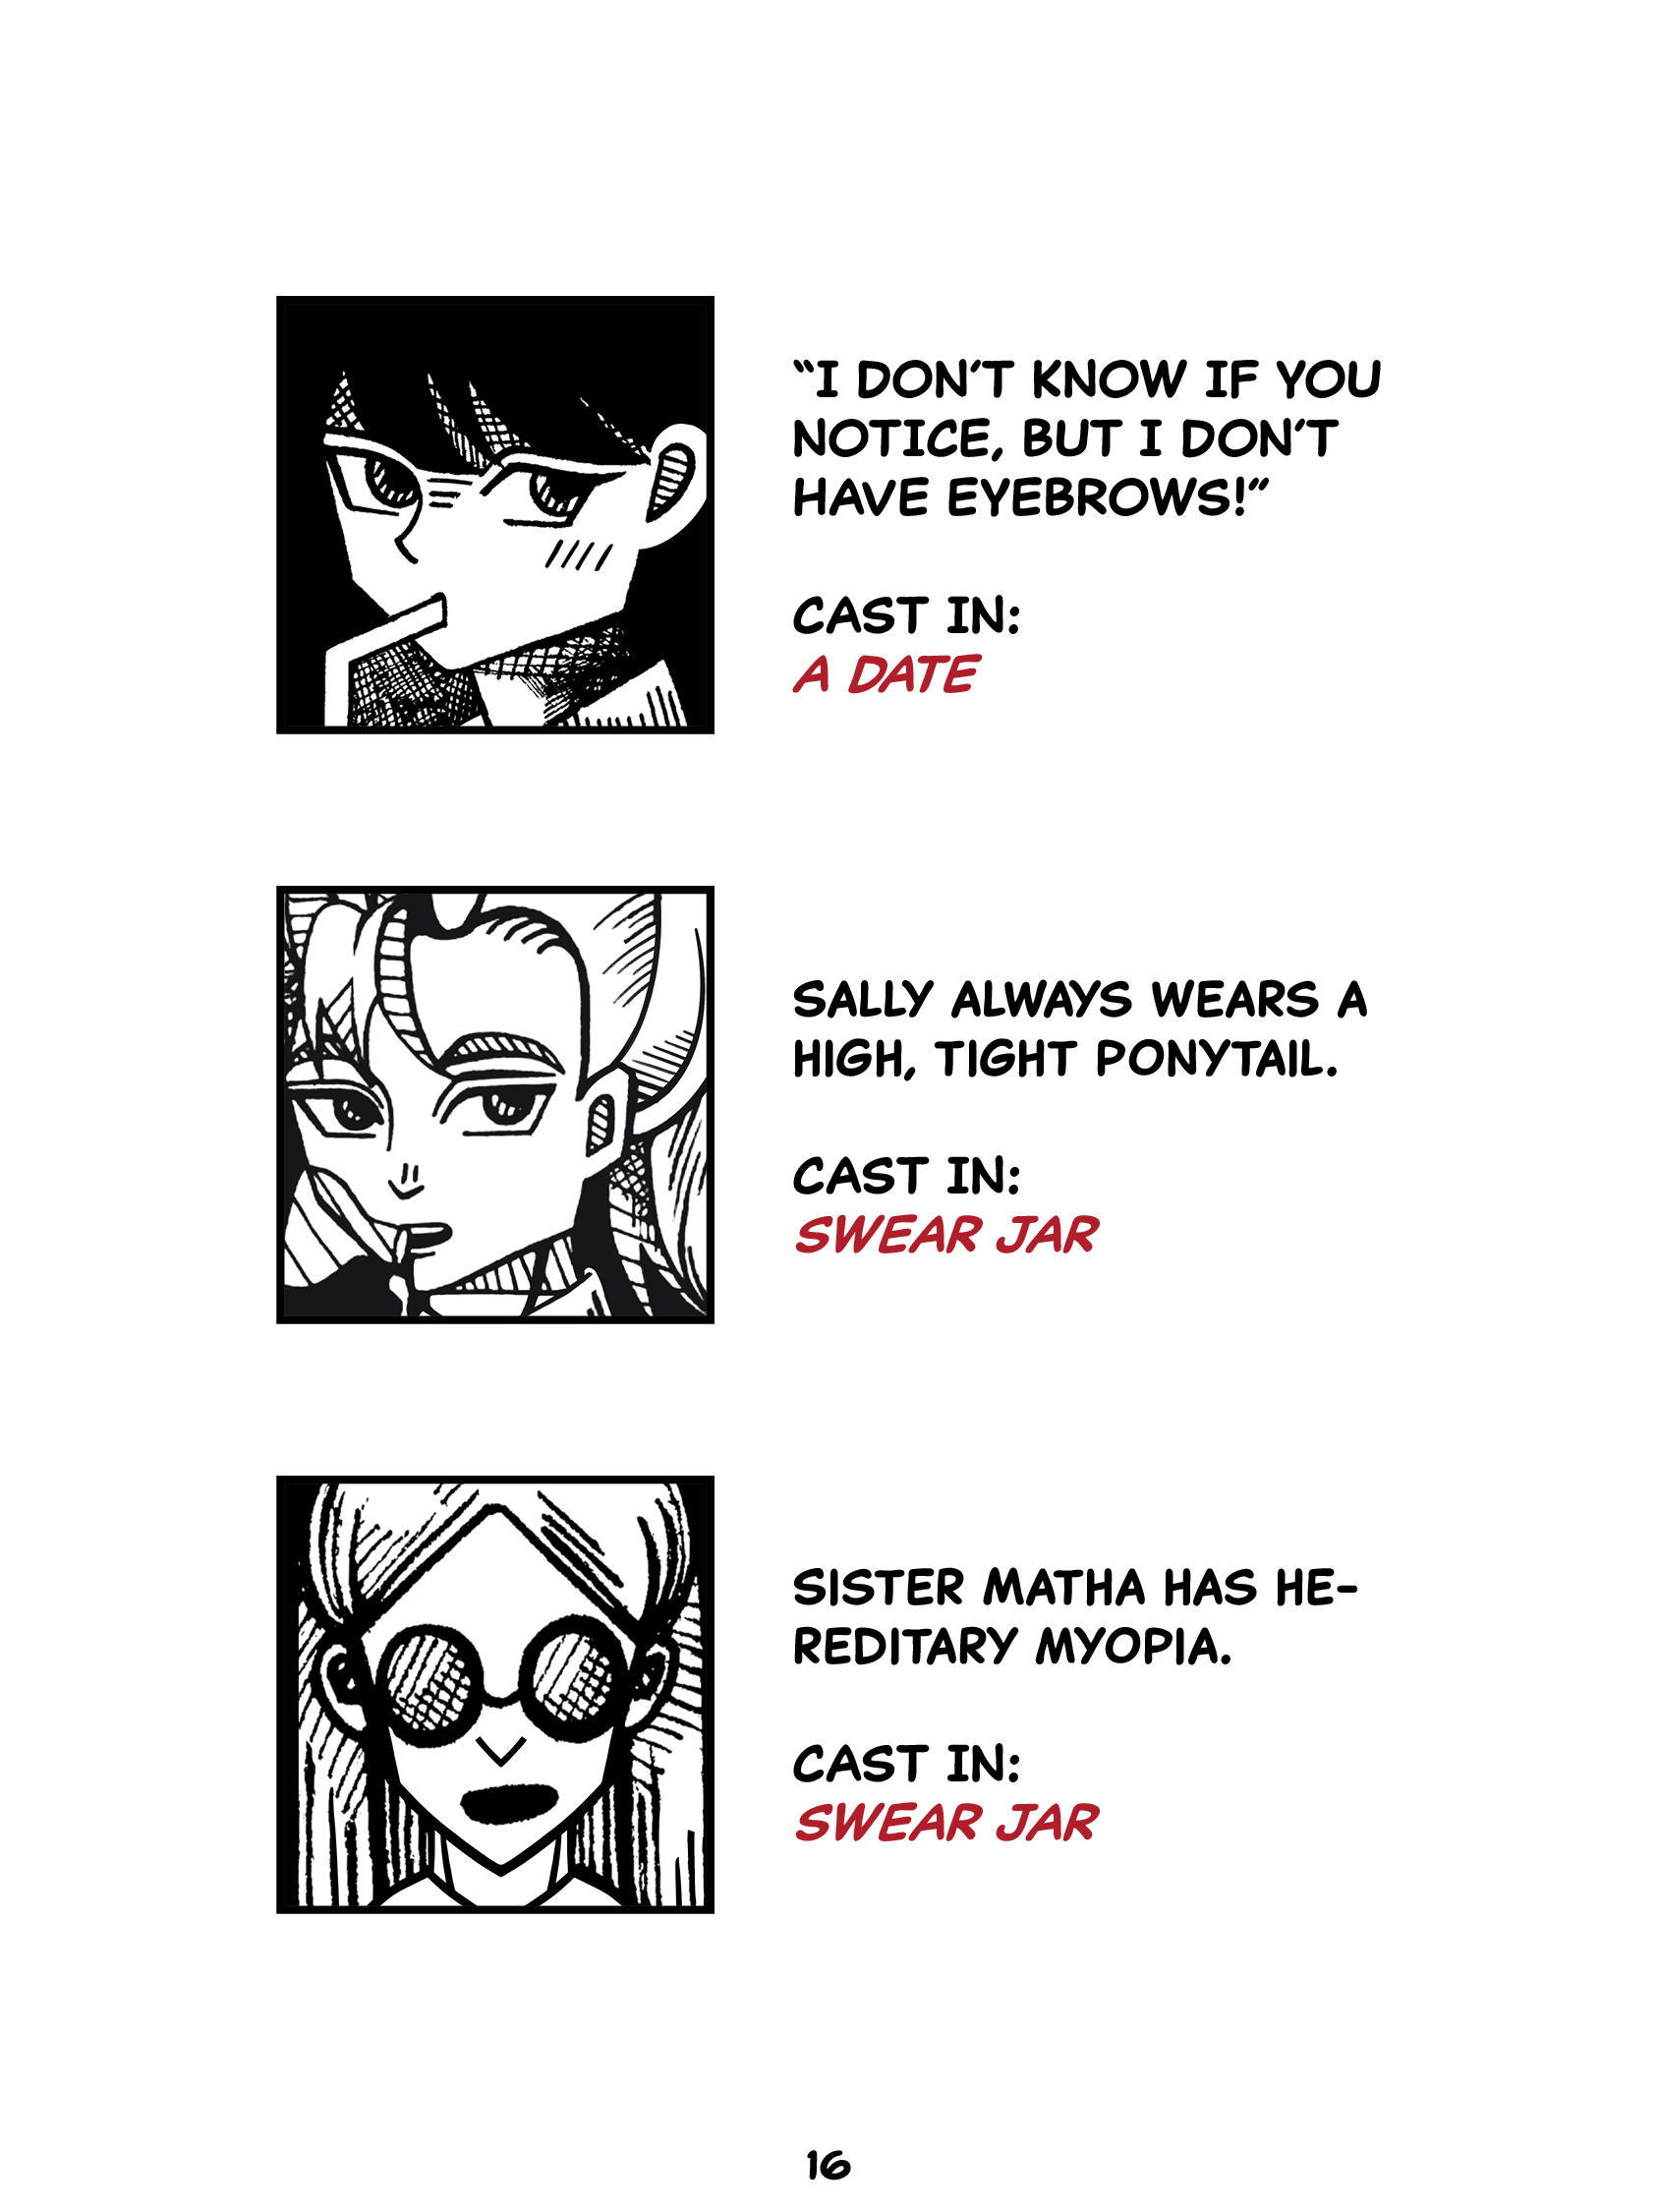 “I DON’T KNOW IF YOU
NOTICE, BUT I DON’T
HAVE EYEBROWS!”
CAST IN:
A DATE
SALLY ALWAYS WEARS A
HIGH, TIGHT PONYTAIL.
CAST IN:
SWEAR JAR
SISTER MATHA HAS HE-
REDITARY MYOPIA.
CAST IN:
SWEAR JAR
16